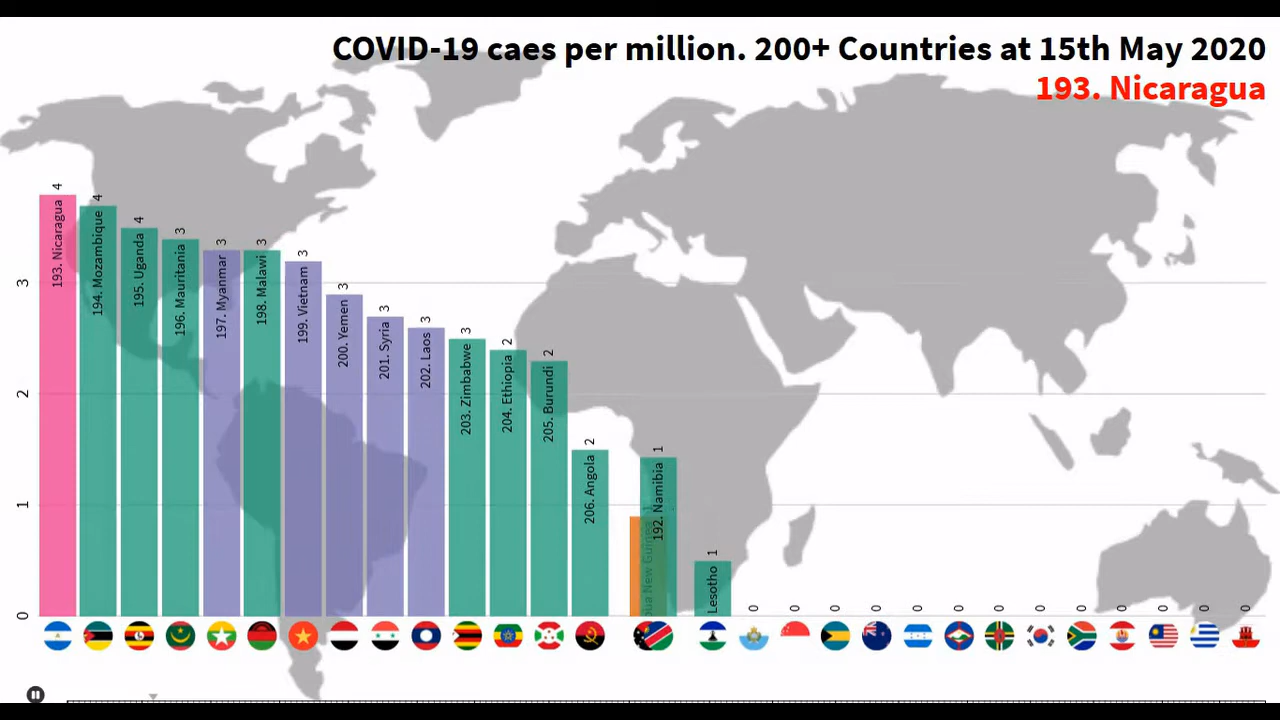 COVID-19 caes per million. 200+ Countries at 15th May 2020
193. Nicaragua
3
2
1
0
193. Nicaragua 4
194. Mozambique 4
195. Uganda 4
196. Mauritania 3
197. Myanmar 3
198. Malawi 3
199. Vietnam 3
200. Yemen 3
201. Syria 3
202. Laos 3
203. Zimbabwe 3
204. Ethiopia 2
205. Burundi 2
206. Angola 2
New Guinea 1
192. Namibia 1
Lesotho 1
0
0
0
0
0
0
0
0
0
0
0
0
0